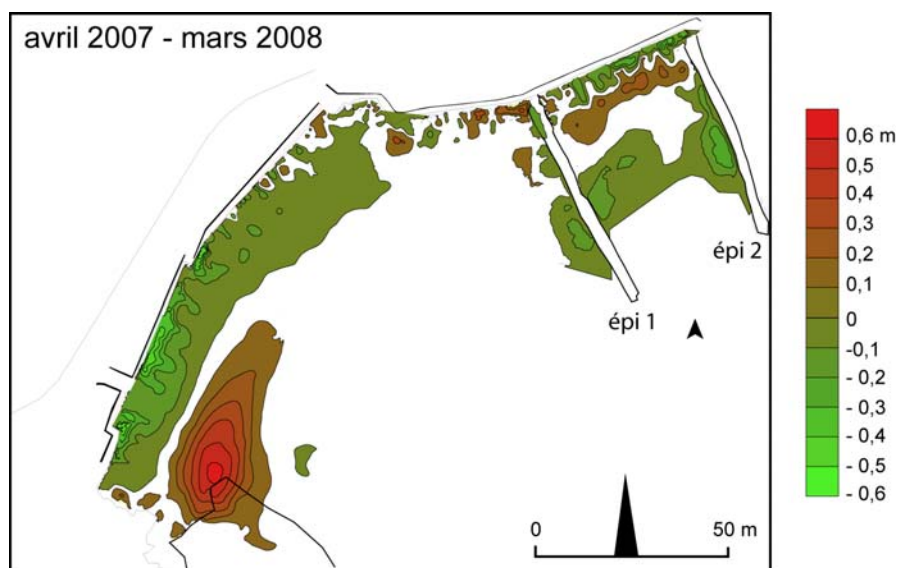 avril 2007 - mars 2008
épi 2
épi 1
0 50 m
0,6 m
0,5
0,4
0,3
0,2
0,1
0
-0,1
- 0,2
- 0,3
- 0,4
- 0,5
- 0,6